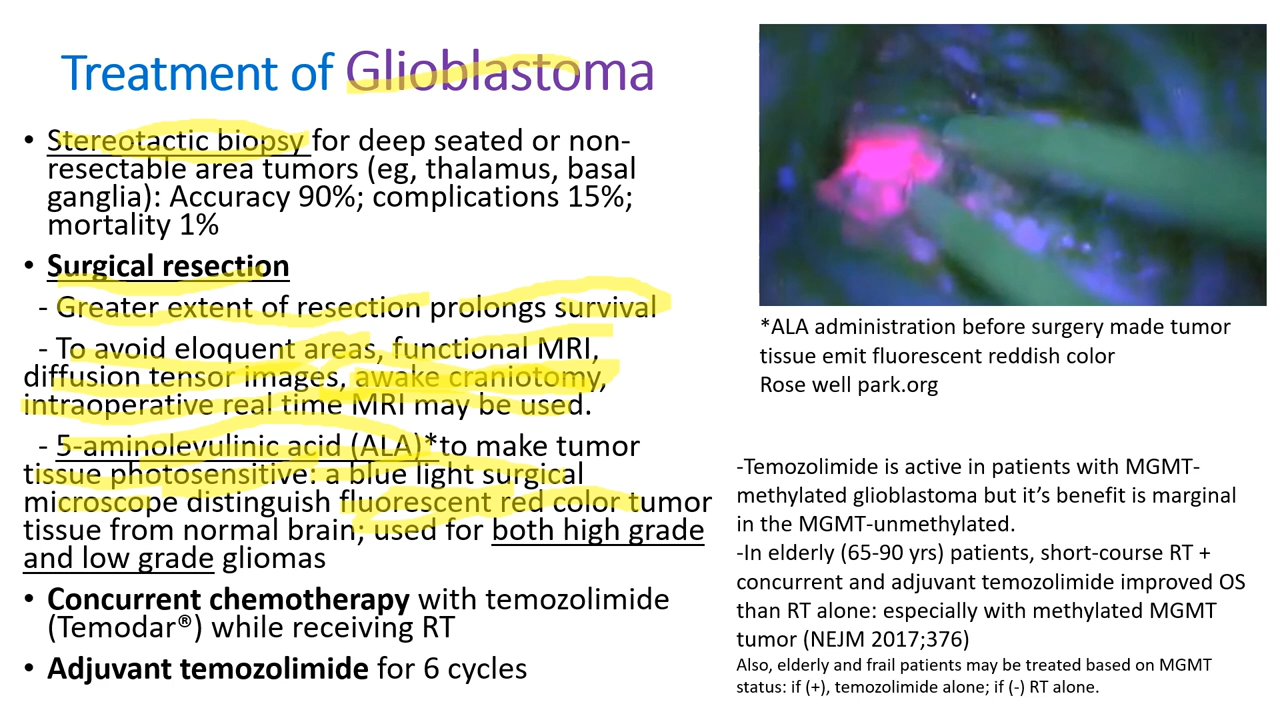 Treatment of Glioblastoma
• Stereotactic biopsy for deep seated or non-
resectable area tumors (eg, thalamus, basal
ganglia): Accuracy 90%; complications 15%;
mortality 1%
• Surgical resection
- Greater extent of resection prolongs survival
- To avoid eloquent areas, functional MRI,
diffusion tensor images, awake craniotomy,
intraoperative real time MRI may be used.
- 5-aminolevulinic acid (ALA)*to make tumor
tissue photosensitive: a blue light surgical
microscope distinguish fluorescent red color tumor
tissue from normal brain; used for both high grade
and low grade gliomas
• Concurrent chemotherapy with temozolimide
(Temodar®) while receiving RT
• Adjuvant temozolimide for 6 cycles
*ALA administration before surgery made tumor
tissue emit fluorescent reddish color
Rose well park.org
-Temozolimide is active in patients with MGMT-
methylated glioblastoma but it’s benefit is marginal
in the MGMT-unmethylated.
-In elderly (65-90 yrs) patients, short-course RT +
concurrent and adjuvant temozolimide improved OS
than RT alone: especially with methylated MGMT
tumor (NEJM 2017;376)
Also, elderly and frail patients may be treated based on MGMT
status: if (+), temozolimide alone; if (-) RT alone.